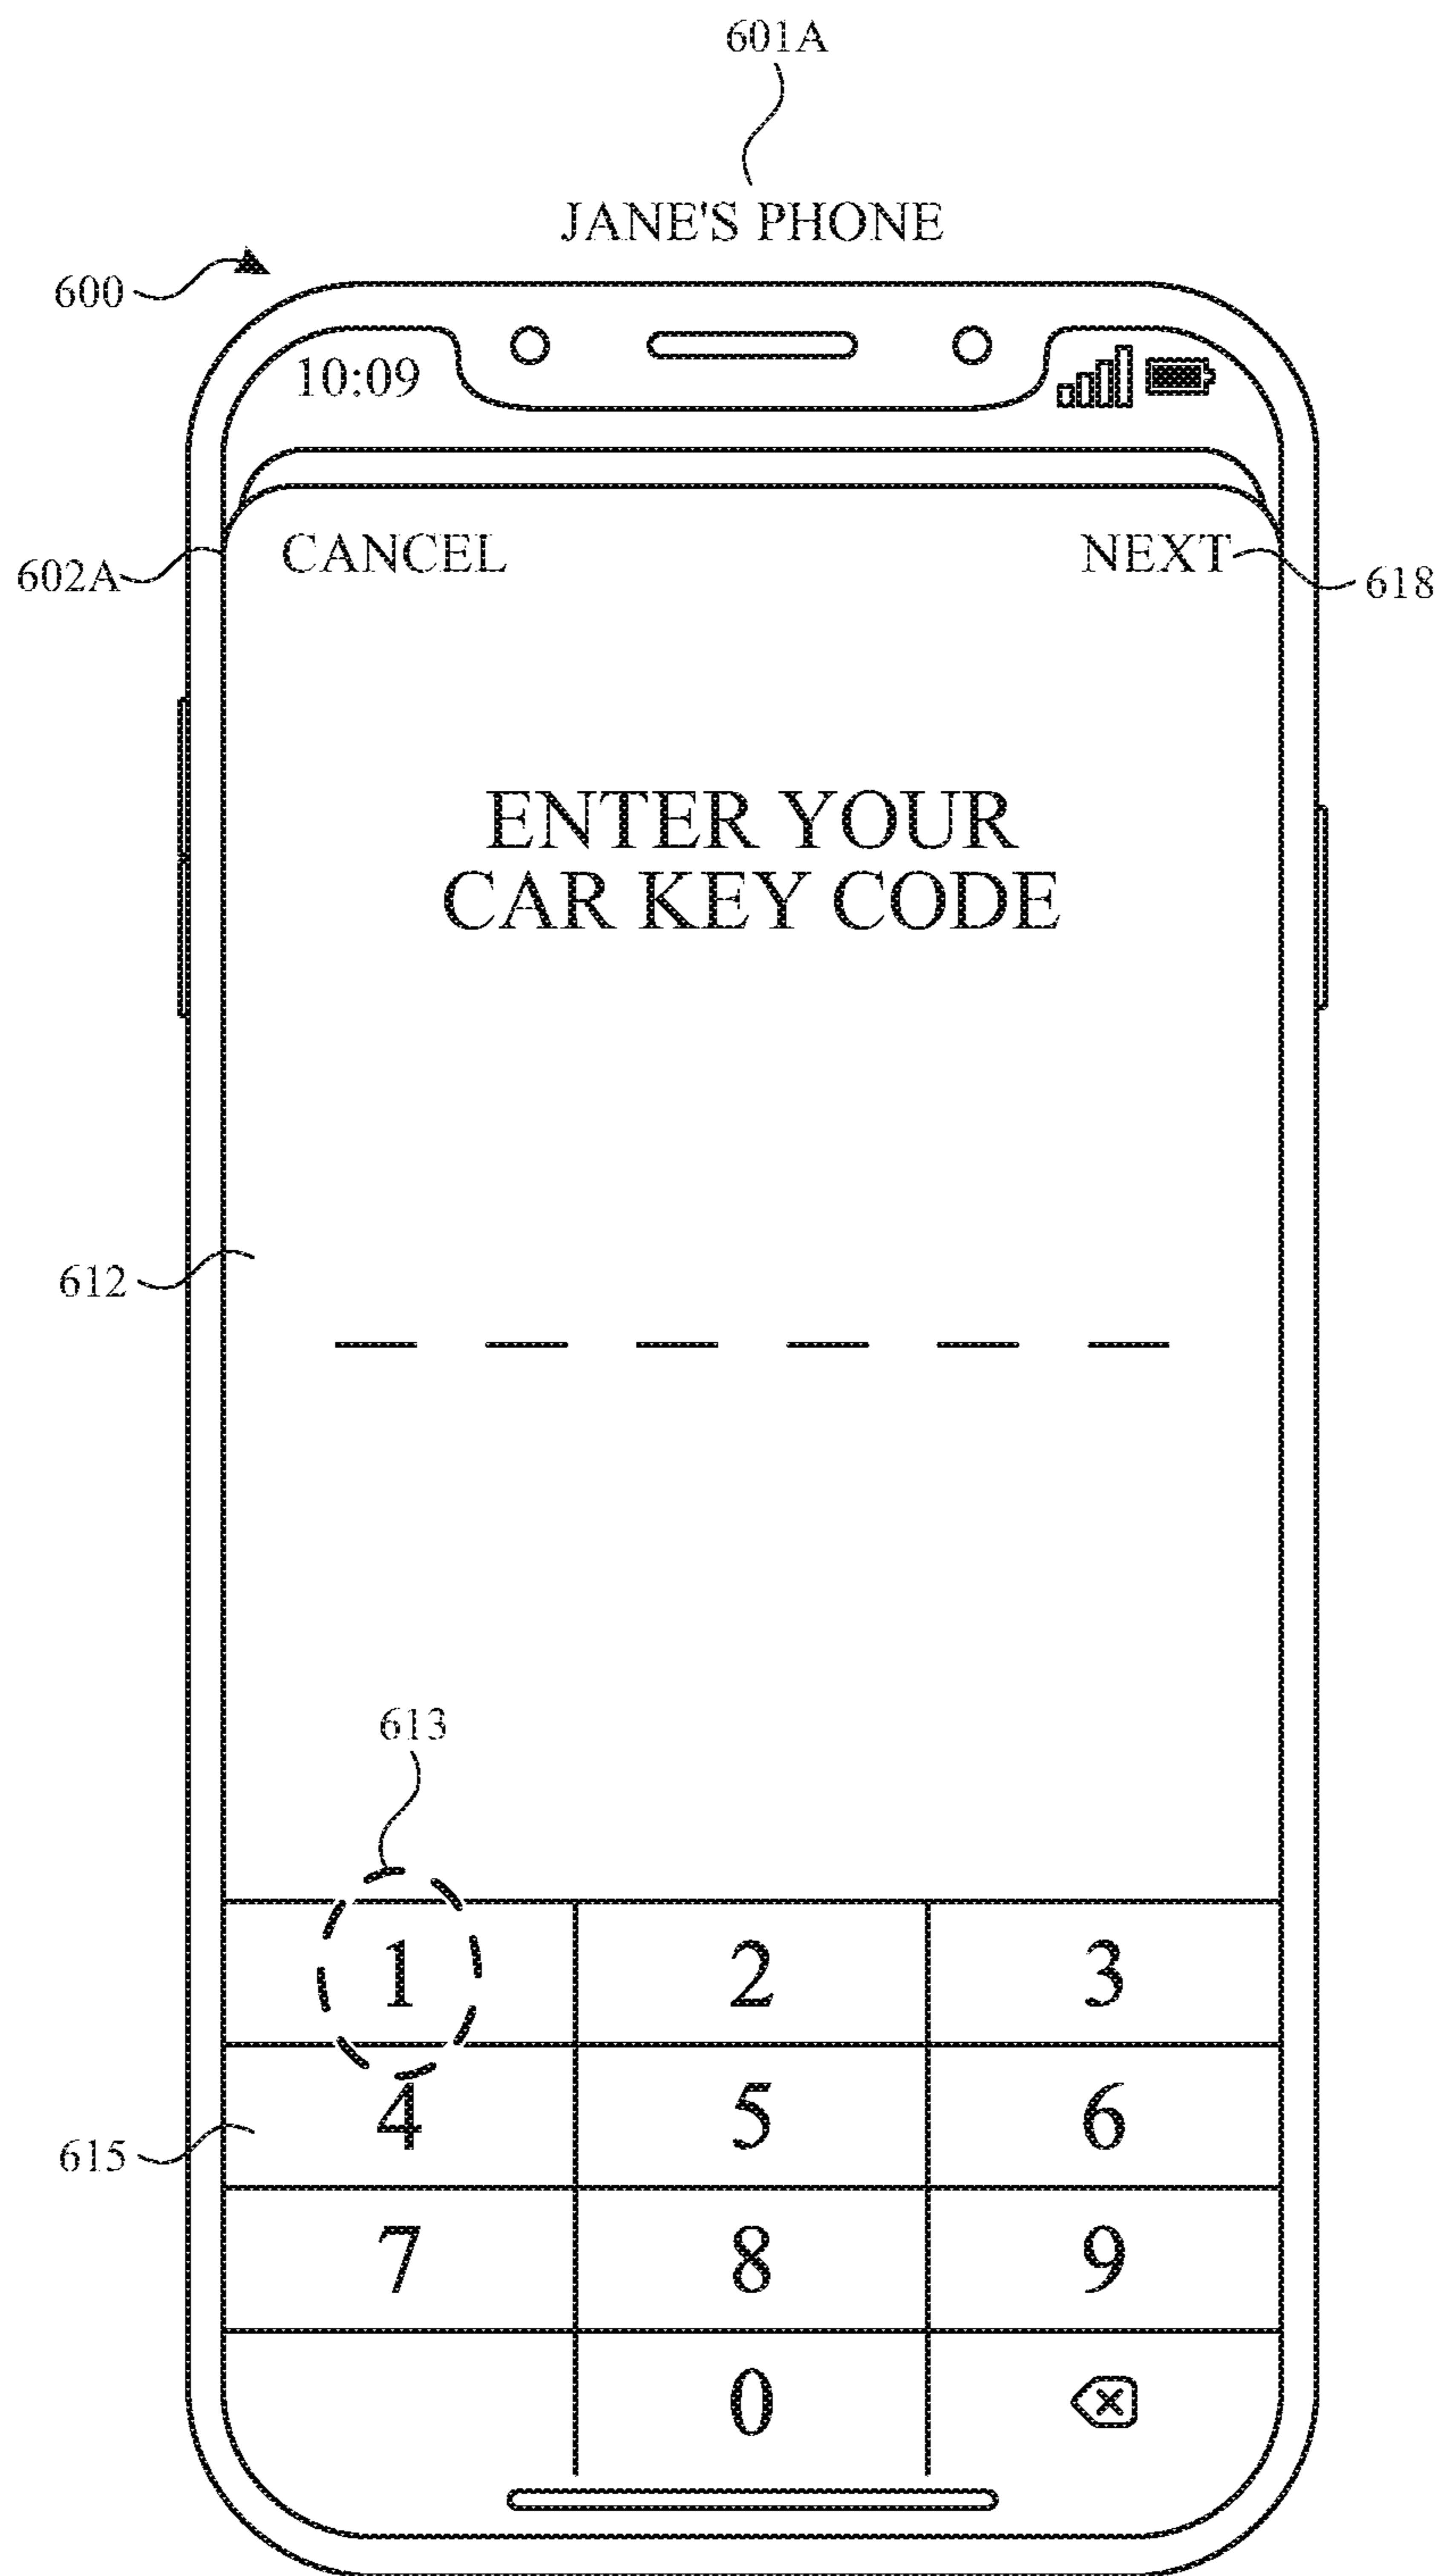 601A
JANE'S PHONE
600
10:09
602A
CANCEL
NEXT
618
ENTER YOUR
CAR KEY CODE
612
613
1 2 3
4 5 6
615
7 8 9
0